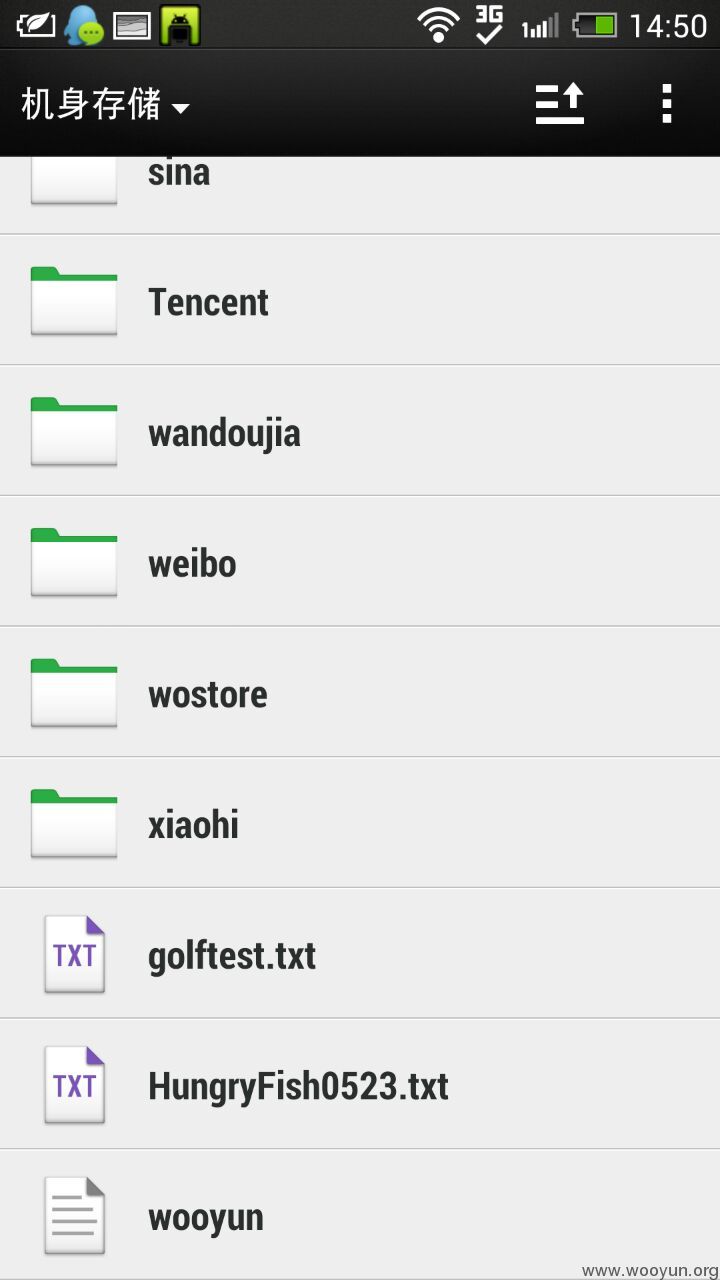 3G
14:50
机身存储
sina
Tencent
wandoujia
weibo
wostore
xiaohi
TXT
golftest.txt
TXT
HungryFish0523.txt
wooyun
www.wooyun.org